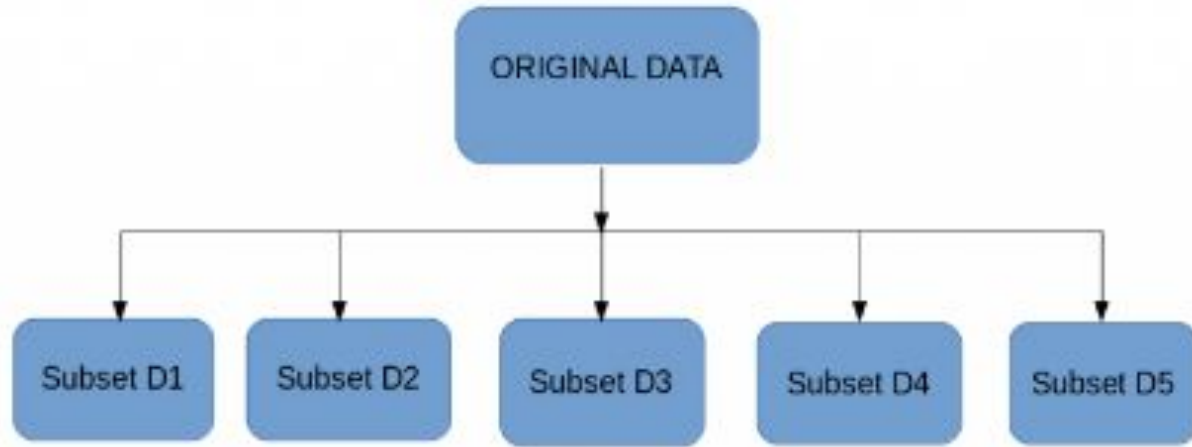 ORIGINAL DATA
Subset D1
Subset D2
Subset D3
Subset D4
Subset D5